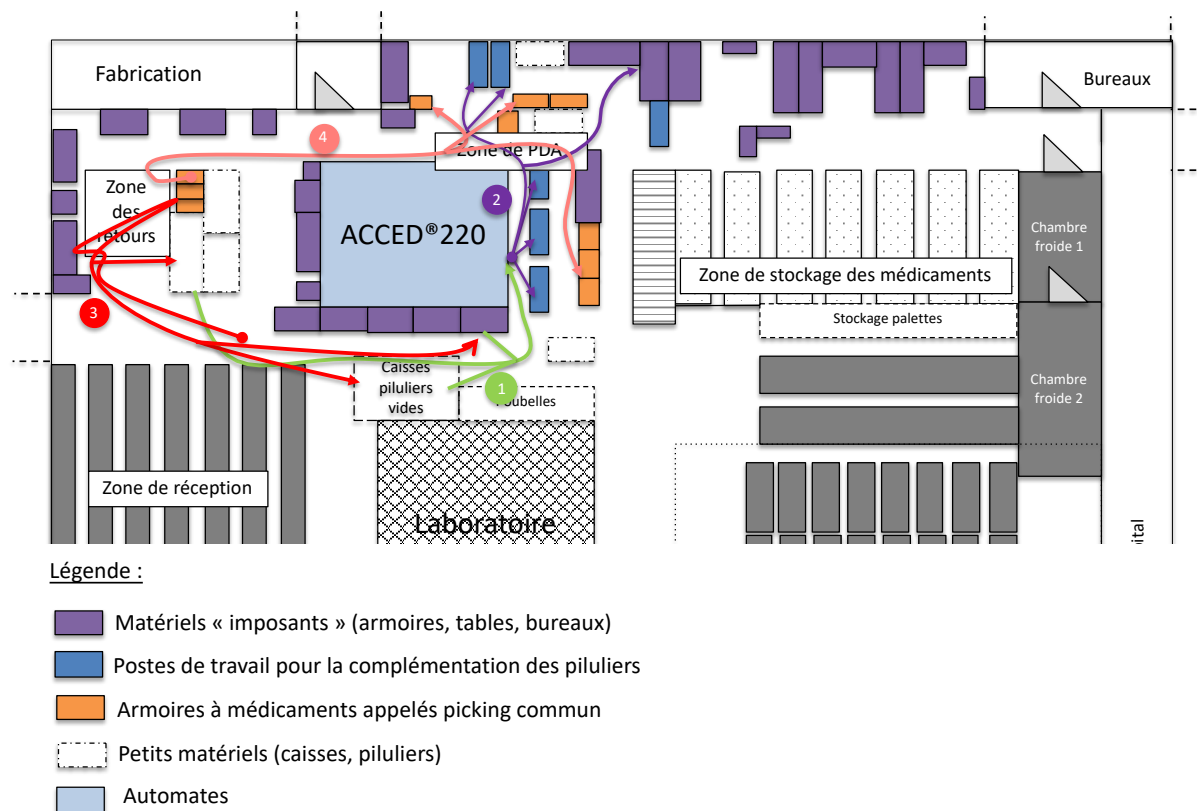 Fabrication
Bureaux
4
Zone de PDA
Zone
des
retours
2
ACCED®220
Chambre
froide 1
Zone de stockage des médicaments
3
Stockage palettes
Caisses
piluliers
vides
1
Poubelles
Chambre
froide 2
Zone de réception
Laboratoire
pital
Légende :
Matériels « imposants » (armoires, tables, bureaux)
Postes de travail pour la complémentation des piluliers
Armoires à médicaments appelés picking commun
Petits matériels (caisses, piluliers)
Automates